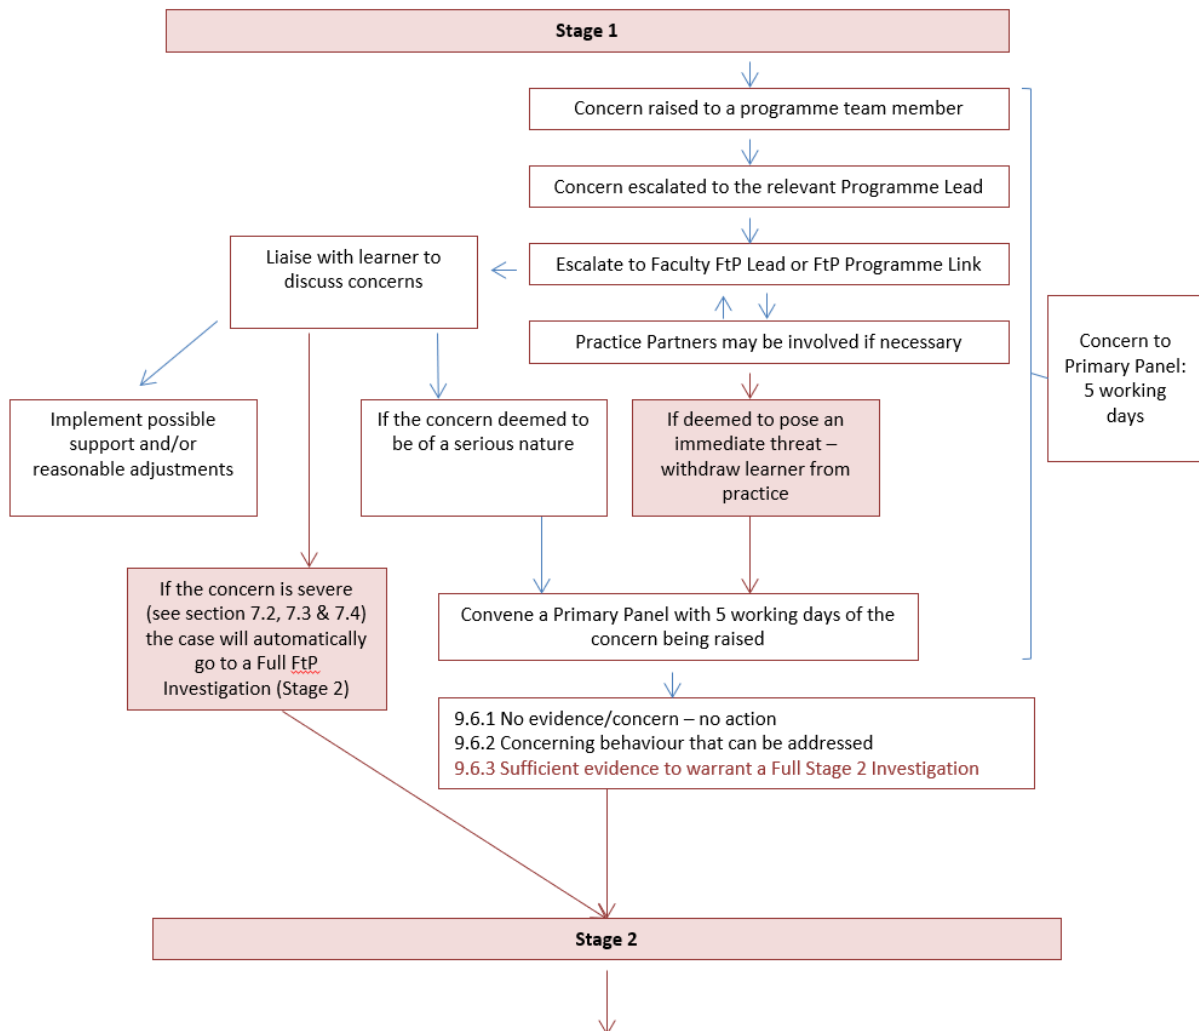 Stage 1
Concern raised to a programme team member
Concern escalated to the relevant Programme Lead
Liaise with learner to
discuss concerns
Escalate to Faculty FtP Lead or FtP Programme Link
Practice Partners may be involved if necessary
Concern to
Primary Panel:
5 working
days
Implement possible
support and/or
reasonable adjustments
If the concern deemed to
be of a serious nature
If deemed to pose an
immediate threat –
withdraw learner from
practice
If the concern is severe
(see section 7.2, 7.3 & 7.4)
the case will automatically
go to a Full FtP
Investigation (Stage 2)
Convene a Primary Panel with 5 working days of the
concern being raised
9.6.1 No evidence/concern – no action
9.6.2 Concerning behaviour that can be addressed
9.6.3 Sufficient evidence to warrant a Full Stage 2 Investigation
Stage 2